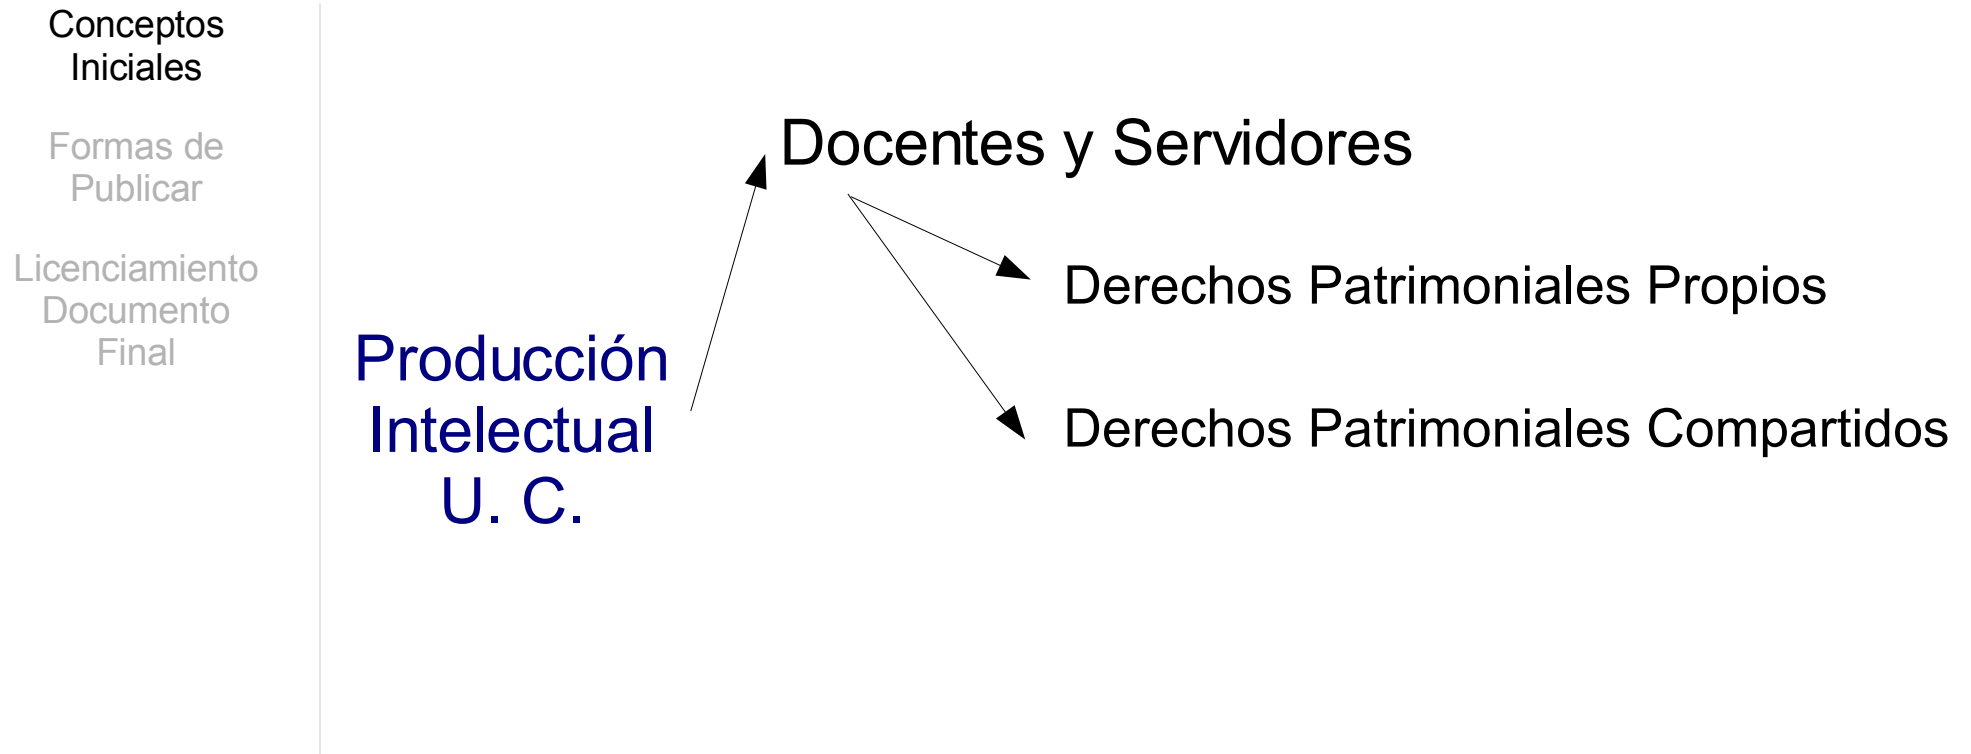 Conceptos
Iniciales
Formas de
Publicar
Licenciamiento
Documento
Final
Docentes y Servidores
Derechos Patrimoniales Propios
Producción
Intelectual
U. C.
Derechos Patrimoniales Compartidos